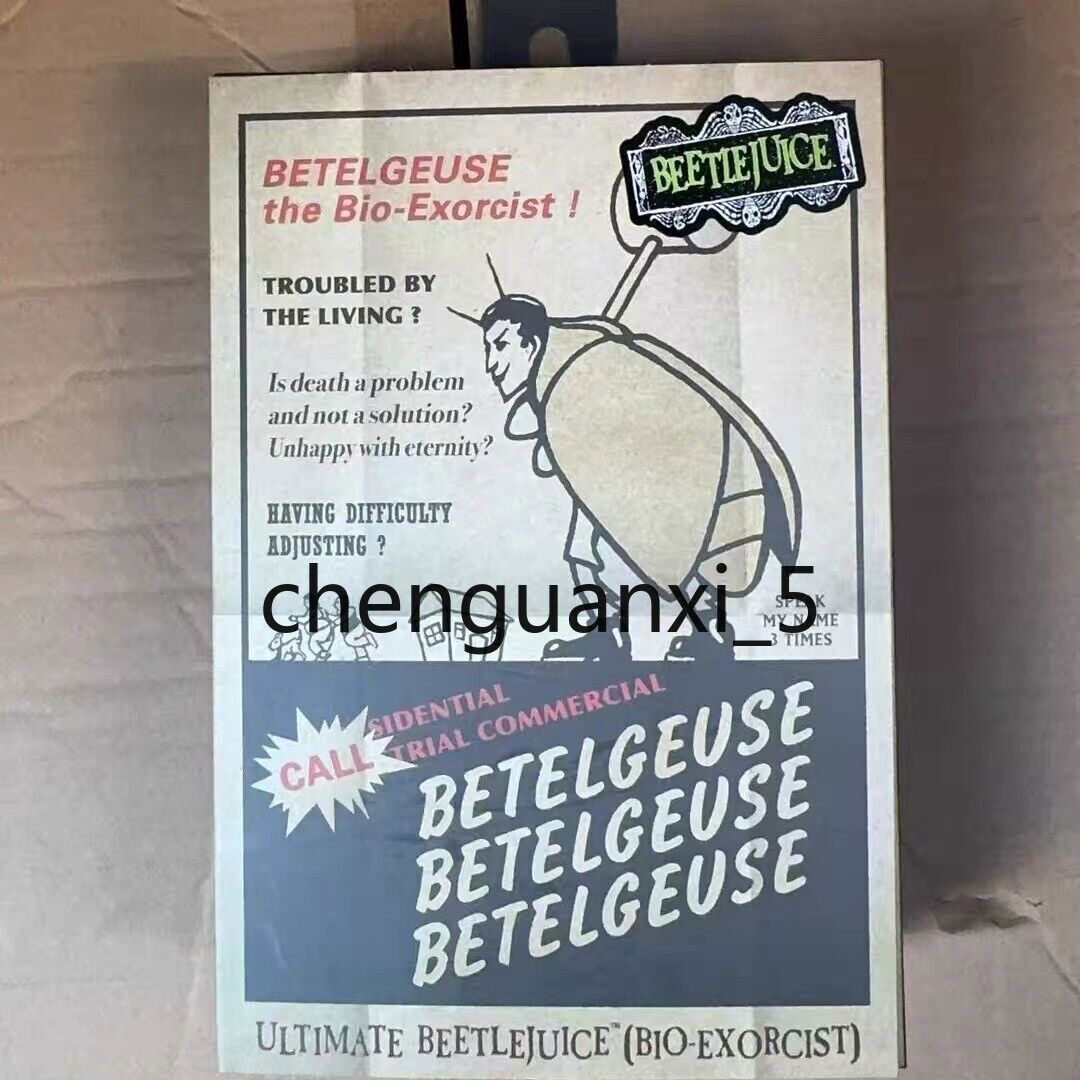 BEETLEJUICE
BETELGEUSE
the Bio-Exorcist !
TROUBLED BY
THE LIVING ?
Is death a problem
and not a solution?
Unhappy with eternity?
HAVING DIFFICULTY
ADJUSTING ?
chenguanxi_5
SPEAK
MY NAME
3 TIMES
SIDENTIAL
TRIAL COMMERCIAL
CALL
BETELGEUSE
BETELGEUSE
BETELGEUSE
ULTIMATE BEETLEJUICE™ (BIO-EXORCIST)